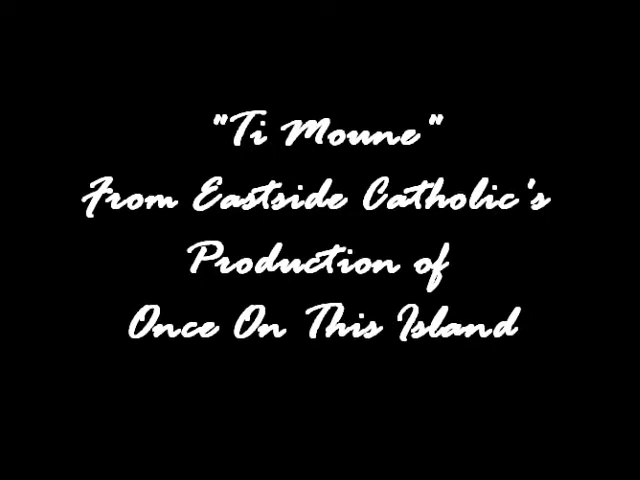 "Ti Moune"
From Eastside Catholic's
Production of
Once On This Island